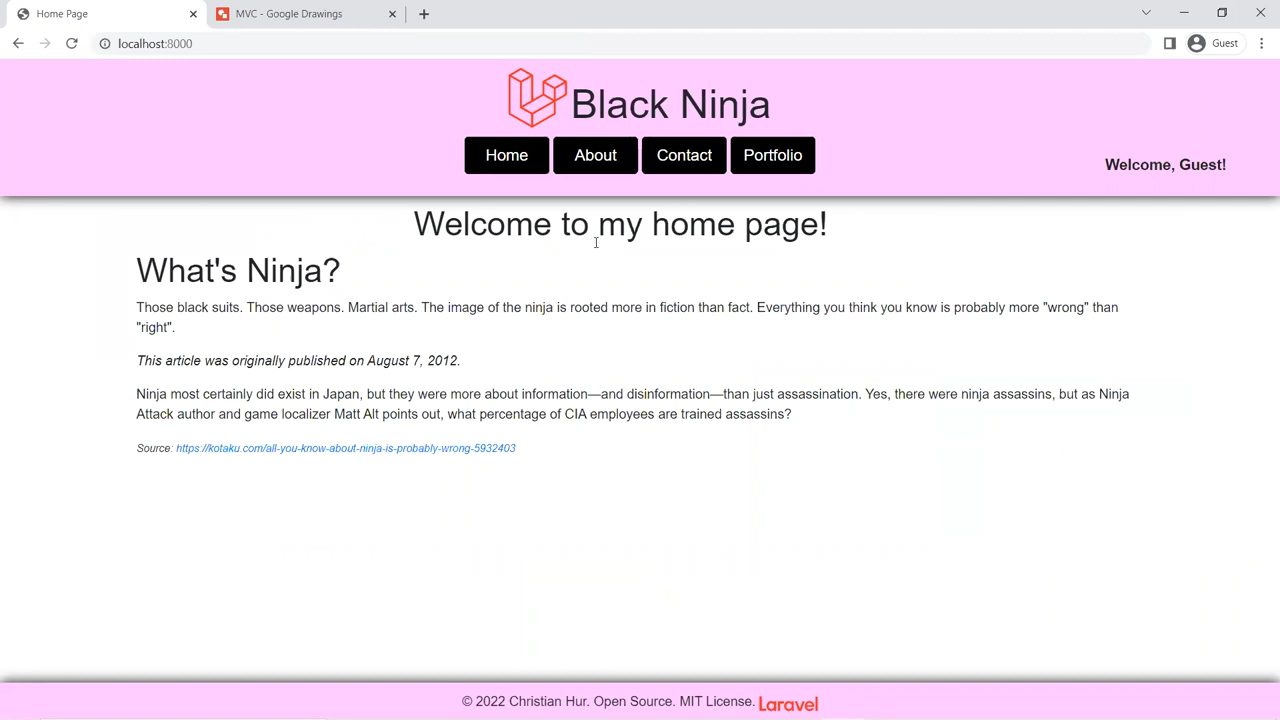 Home Page
MVC - Google Drawings
localhost:8000
Guest
Black Ninja
Home
About
Contact
Portfolio
Welcome, Guest!
Welcome to my home page!
What's Ninja?
Those black suits. Those weapons. Martial arts. The image of the ninja is rooted more in fiction than fact. Everything you think you know is probably more "wrong" than
"right".
This article was originally published on August 7, 2012.
Ninja most certainly did exist in Japan, but they were more about information—and disinformation—than just assassination. Yes, there were ninja assassins, but as Ninja
Attack author and game localizer Matt Alt points out, what percentage of CIA employees are trained assassins?
Source: https://kotaku.com/all-you-know-about-ninja-is-probably-wrong-5932403
© 2022 Christian Hur. Open Source. MIT License. Laravel